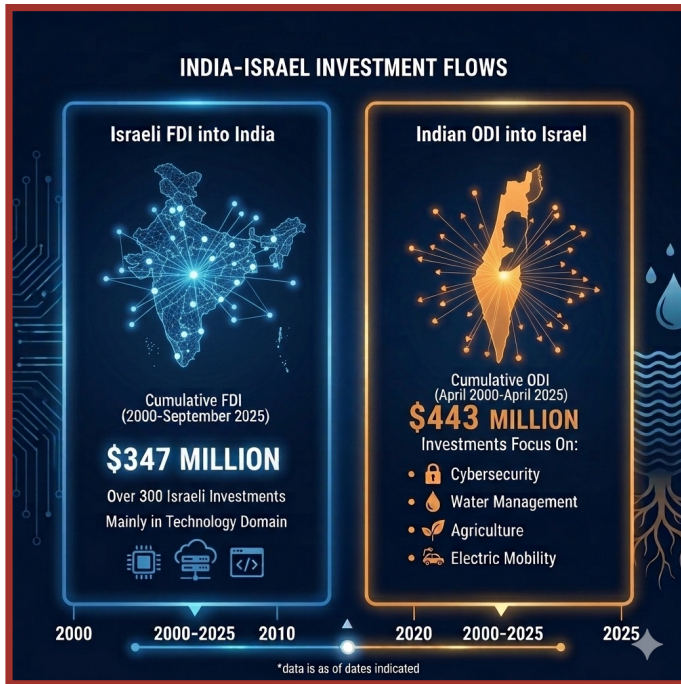 INDIA-ISRAEL INVESTMENT FLOWS
Israeli FDI into India
Cumulative FDI
(2000-September 2025)
$347 MILLION
Over 300 Israeli Investments
Mainly in Technology Domain
</>
Indian ODI into Israel
Cumulative ODI
(April 2000-April 2025)
$443 MILLION
Investments Focus On:
• Cybersecurity
• Water Management
• Agriculture
• Electric Mobility
2000 2000-2025 2010 2020 2000-2025 2025
*data is as of dates indicated